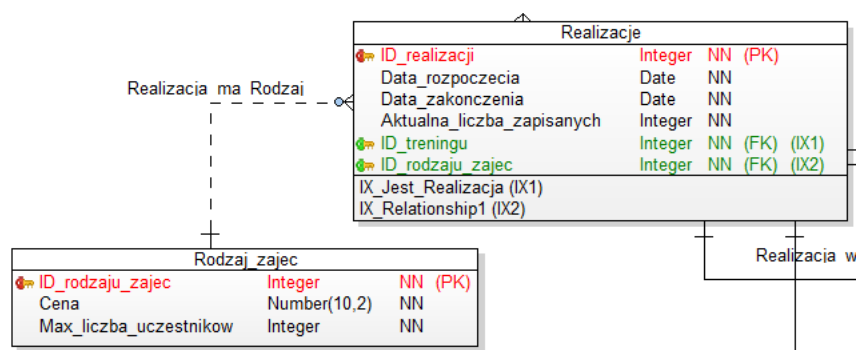 Realizacje
ID_realizacji Integer NN (PK)
Data_rozpoczecia Date NN
Data_zakonczenia Date NN
Aktualna_liczba_zapisanych Integer NN
ID_treningu Integer NN (FK) (IX1)
ID_rodzaju_zajec Integer NN (FK) (IX2)
IX_Jest_Realizacja (IX1)
IX_Relationship1 (IX2)
Realizacja ma Rodzaj
Realizacja w
Rodzaj_zajec
ID_rodzaju_zajec Integer NN (PK)
Cena Number(10,2) NN
Max_liczba_uczestnikow Integer NN